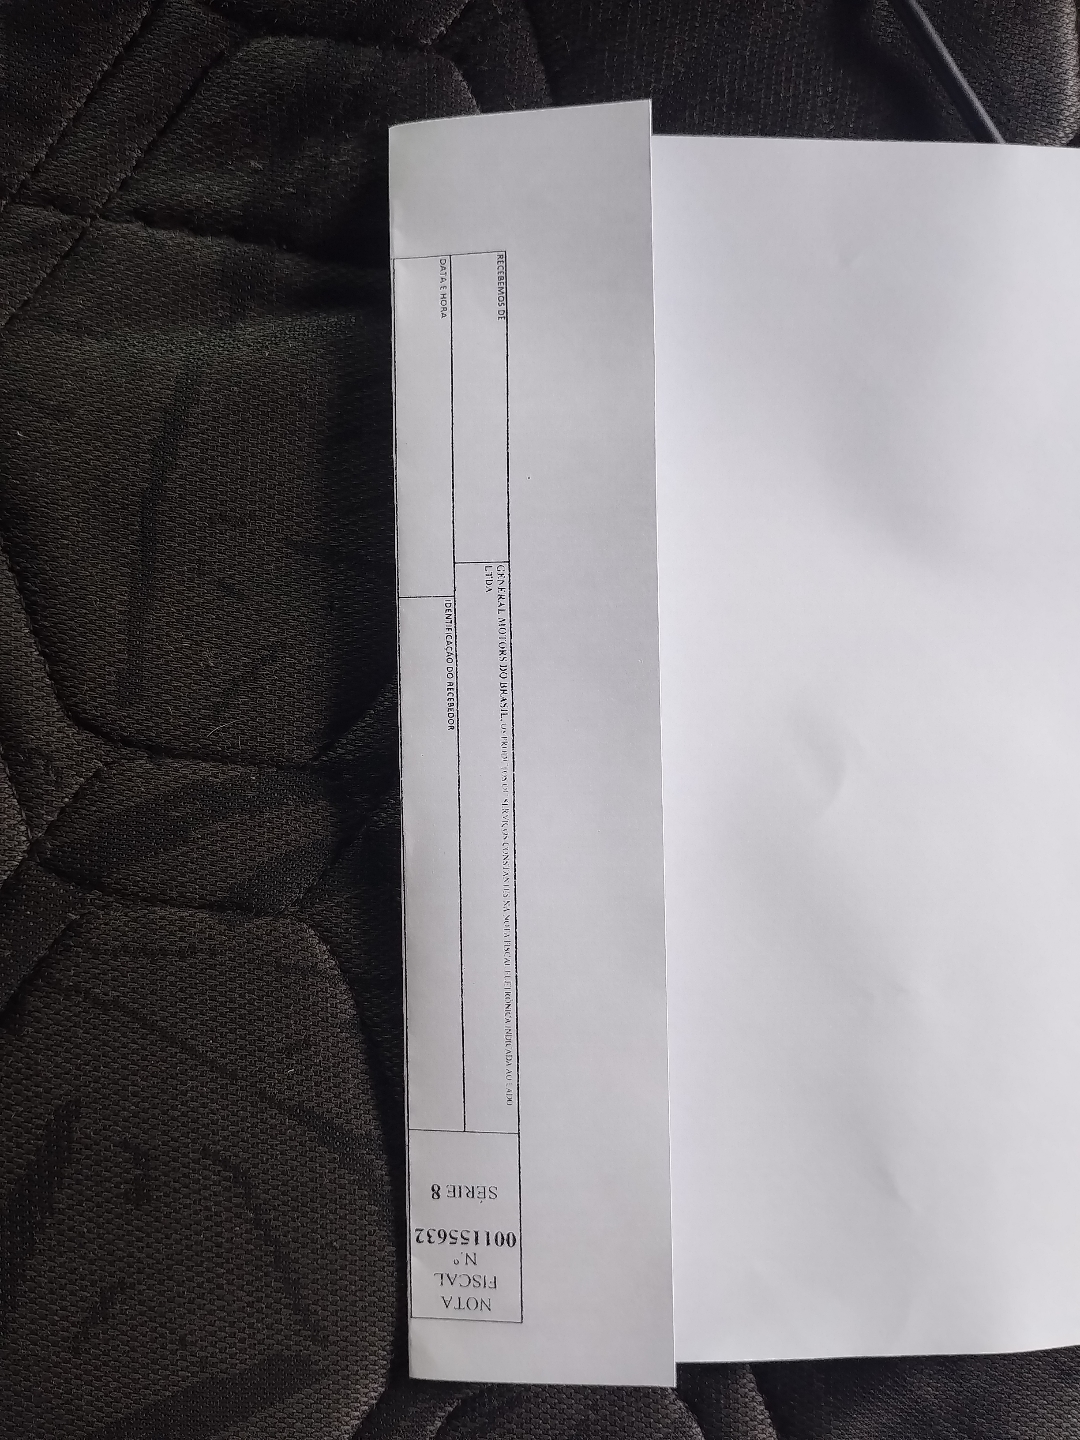 RECEBEMOS DE
GENERAL MOTORS DO BRASIL, OS PRODUTOS OU SERVIÇOS CONSTANTES NA NOTA FISCAL ELETRÔNICA INDICADA AO LADO
LTDA
DATA E HORA
IDENTIFICAÇÃO DO RECEBEDOR
NOTA
FISCAL
N.º
001155632
SÉRIE 8